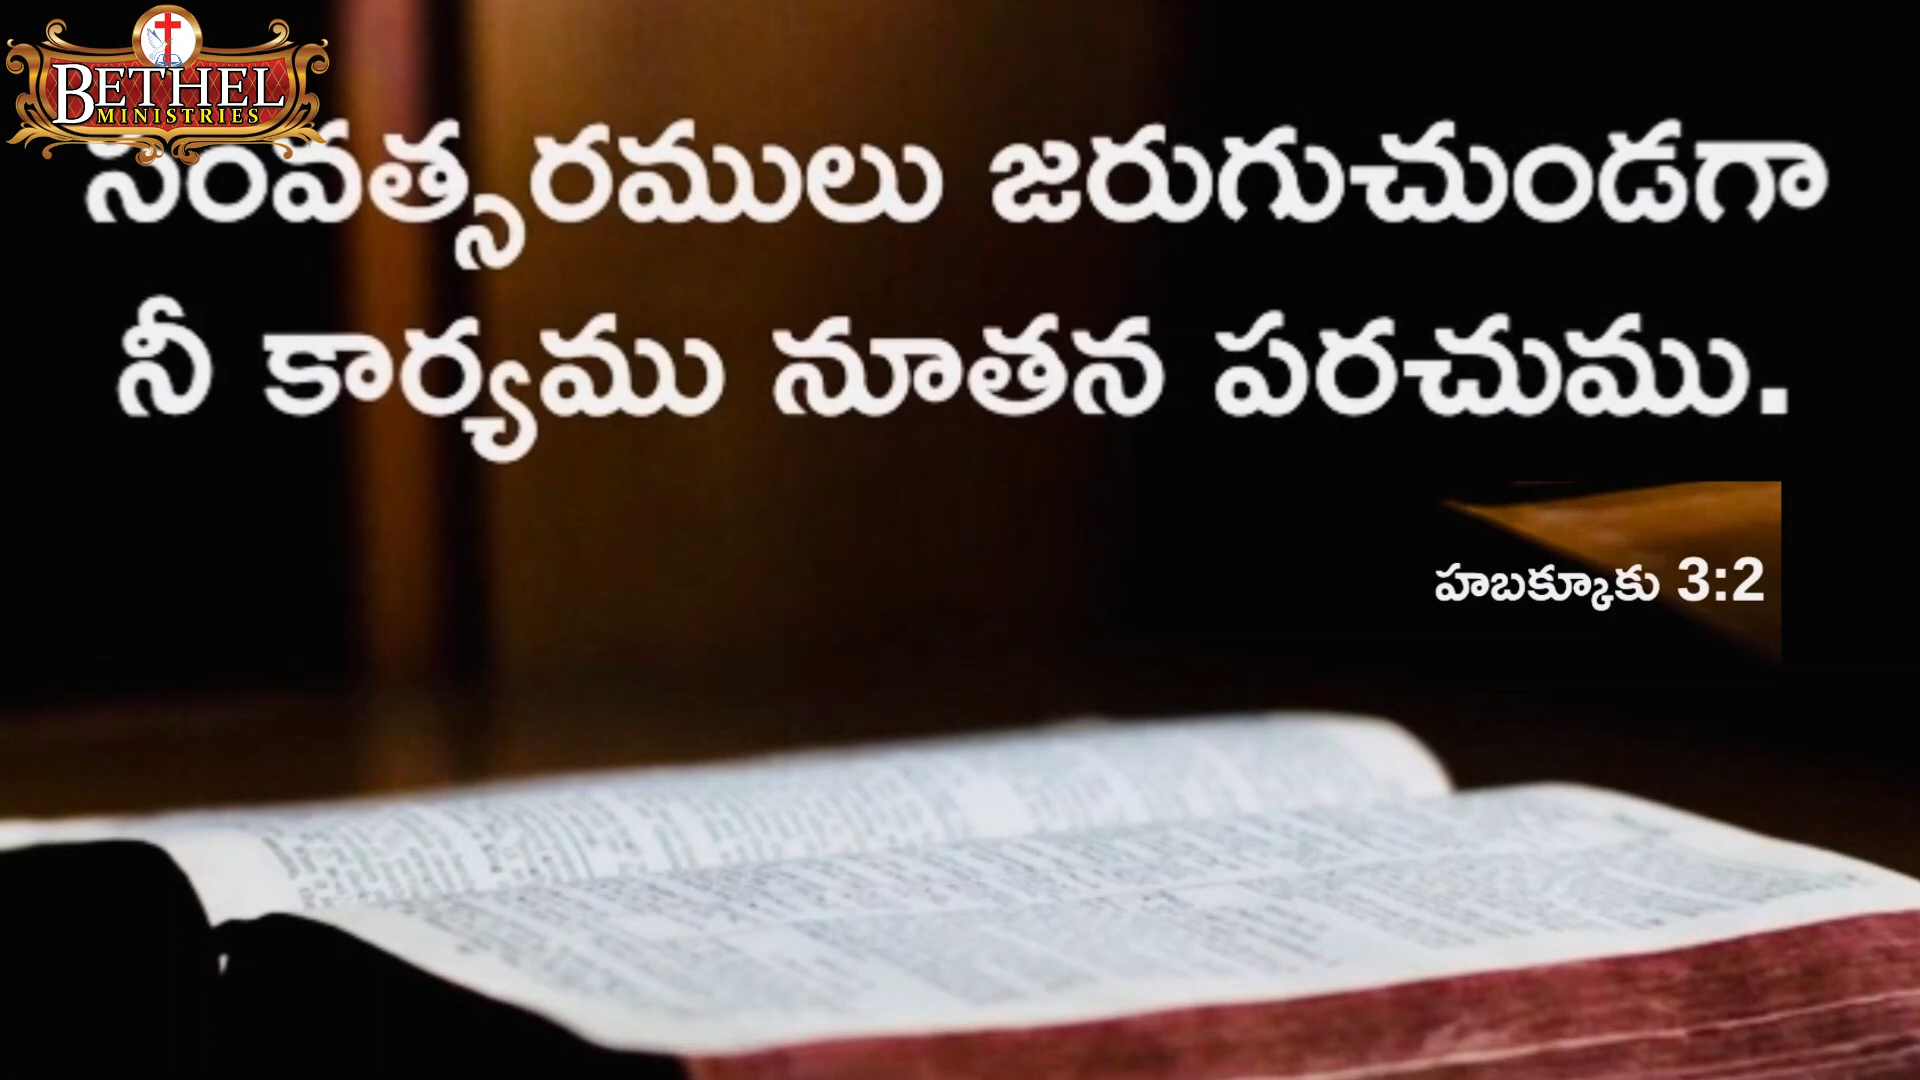 BETHEL
MINISTRIES
సంవత్సరములు జరుగుచుండగా
నీ కార్యము నూతన పరచుము.
హబక్కూకు 3:2